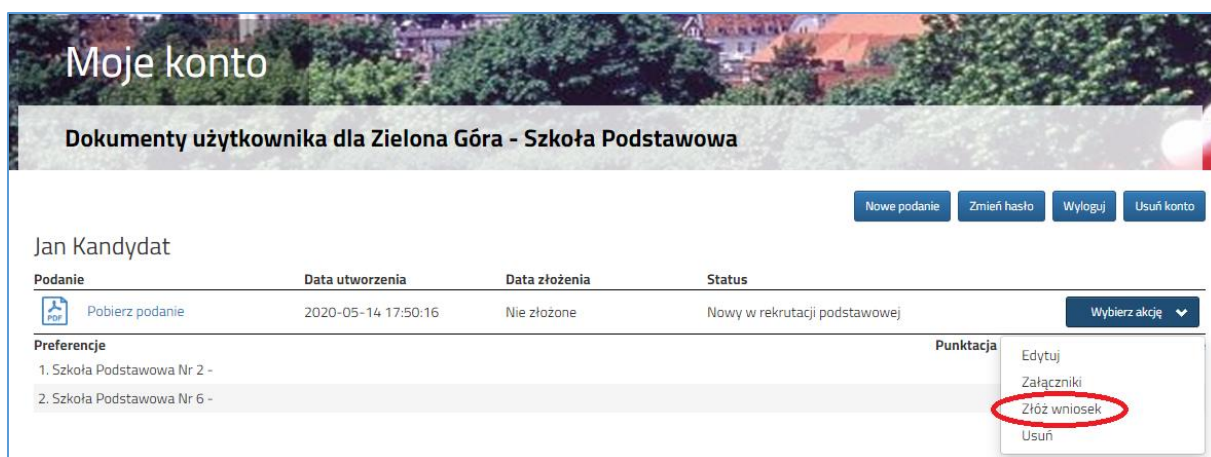 Moje konto
Dokumenty użytkownika dla Zielona Góra - Szkoła Podstawowa
Nowe podanie Zmień hasło Wyloguj Usuń konto
Jan Kandydat
Podanie Data utworzenia Data złożenia Status
PDF Pobierz podanie 2020-05-14 17:50:16 Nie złożone Nowy w rekrutacji podstawowej Wybierz akcję
Preferencje Punktacja
1. Szkoła Podstawowa Nr 2 -
2. Szkoła Podstawowa Nr 6 -
Edytuj
Załączniki
Złóż wniosek
Usuń